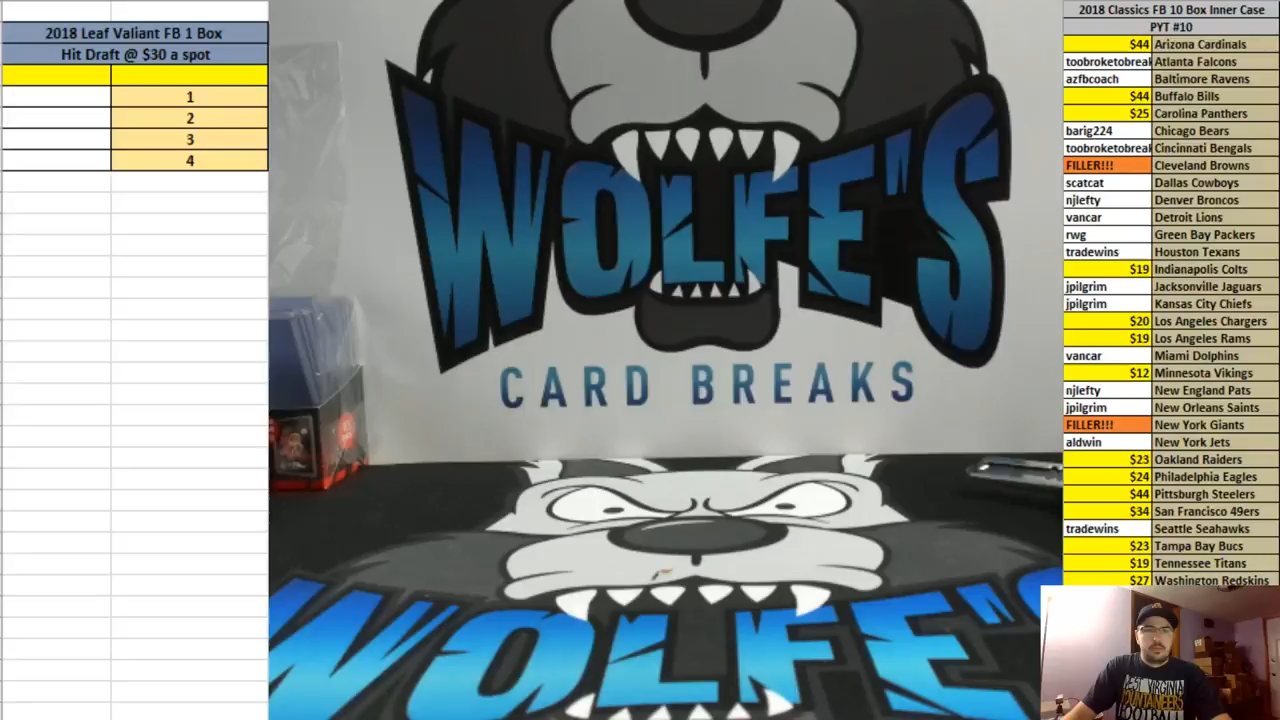 2018 Leaf Valiant FB 1 Box
Hit Draft @ $30 a spot
1
2
3
4
WOLFE'S
CARD BREAKS
WOLFE'S
2018 Classics FB 10 Box Inner Case
PYT #10
$44 Arizona Cardinals
toobroketobreak Atlanta Falcons
azfbcoach Baltimore Ravens
$44 Buffalo Bills
$25 Carolina Panthers
barig224 Chicago Bears
toobroketobreak Cincinnati Bengals
FILLER!!! Cleveland Browns
scatcat Dallas Cowboys
njlefty Denver Broncos
vancar Detroit Lions
rwg Green Bay Packers
tradewins Houston Texans
$19 Indianapolis Colts
jpilgrim Jacksonville Jaguars
jpilgrim Kansas City Chiefs
$20 Los Angeles Chargers
$19 Los Angeles Rams
vancar Miami Dolphins
$12 Minnesota Vikings
njlefty New England Pats
jpilgrim New Orleans Saints
FILLER!!! New York Giants
aldwin New York Jets
$23 Oakland Raiders
$24 Philadelphia Eagles
$44 Pittsburgh Steelers
$34 San Francisco 49ers
tradewins Seattle Seahawks
$23 Tampa Bay Bucs
$19 Tennessee Titans
$27 Washington Redskins
WEST VIRGINIA
MOUNTAINEERS
FOOTBALL